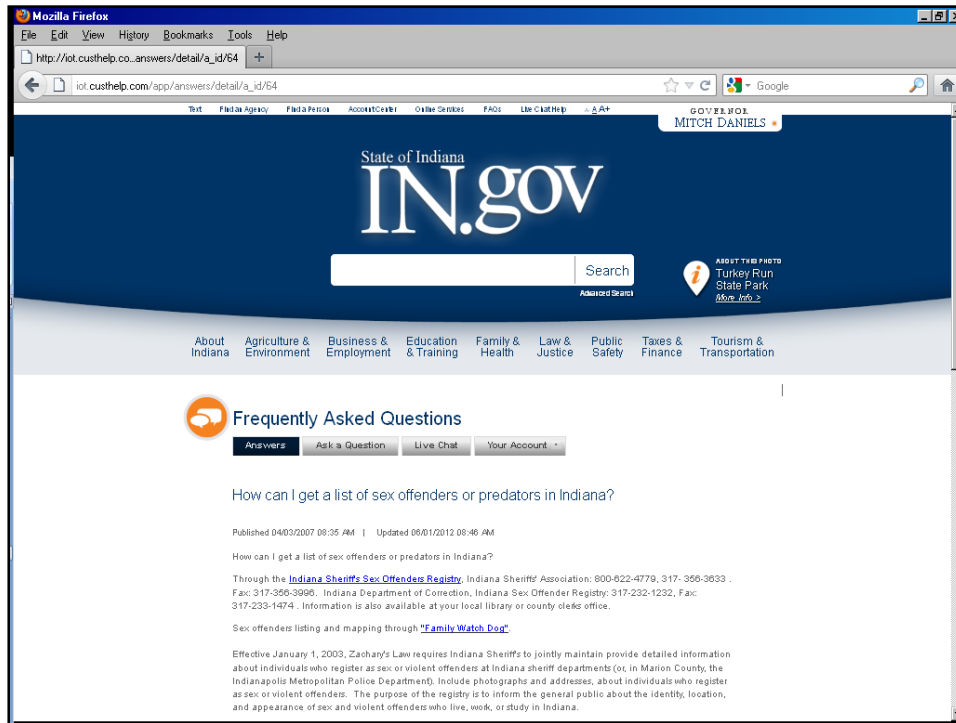 Mozilla Firefox
File Edit View History Bookmarks Tools Help
http://iot.custhelp.co...answers/detail/a_id/64 +
iot.custhelp.com/app/answers/detail/a_id/64 Google
Text Find an Agency Find a Person Account Center Online Services FAQs Live Chat Help A A A+
GOVERNOR
MITCH DANIELS
State of Indiana
IN.gov
Search
Advanced Search
ABOUT THIS PHOTO
Turkey Run
State Park
More Info >
About Indiana Agriculture & Environment Business & Employment Education & Training Family & Health Law & Justice Public Safety Taxes & Finance Tourism & Transportation
Frequently Asked Questions
Answers Ask a Question Live Chat Your Account
How can I get a list of sex offenders or predators in Indiana?
Published 04/03/2007 08:35 AM | Updated 06/01/2012 08:46 AM
How can I get a list of sex offenders or predators in Indiana?
Through the Indiana Sheriff's Sex Offenders Registry, Indiana Sheriffs' Association: 800-622-4779, 317- 356-3633 .
Fax: 317-356-3996. Indiana Department of Correction, Indiana Sex Offender Registry: 317-232-1232, Fax:
317-233-1474 . Information is also available at your local library or county clerks office.
Sex offenders listing and mapping through "Family Watch Dog".
Effective January 1, 2003, Zachary's Law requires Indiana Sheriff's to jointly maintain provide detailed information
about individuals who register as sex or violent offenders at Indiana sheriff departments (or, in Marion County, the
Indianapolis Metropolitan Police Department). Include photographs and addresses, about individuals who register
as sex or violent offenders. The purpose of the registry is to inform the general public about the identity, location,
and appearance of sex and violent offenders who live, work, or study in Indiana.